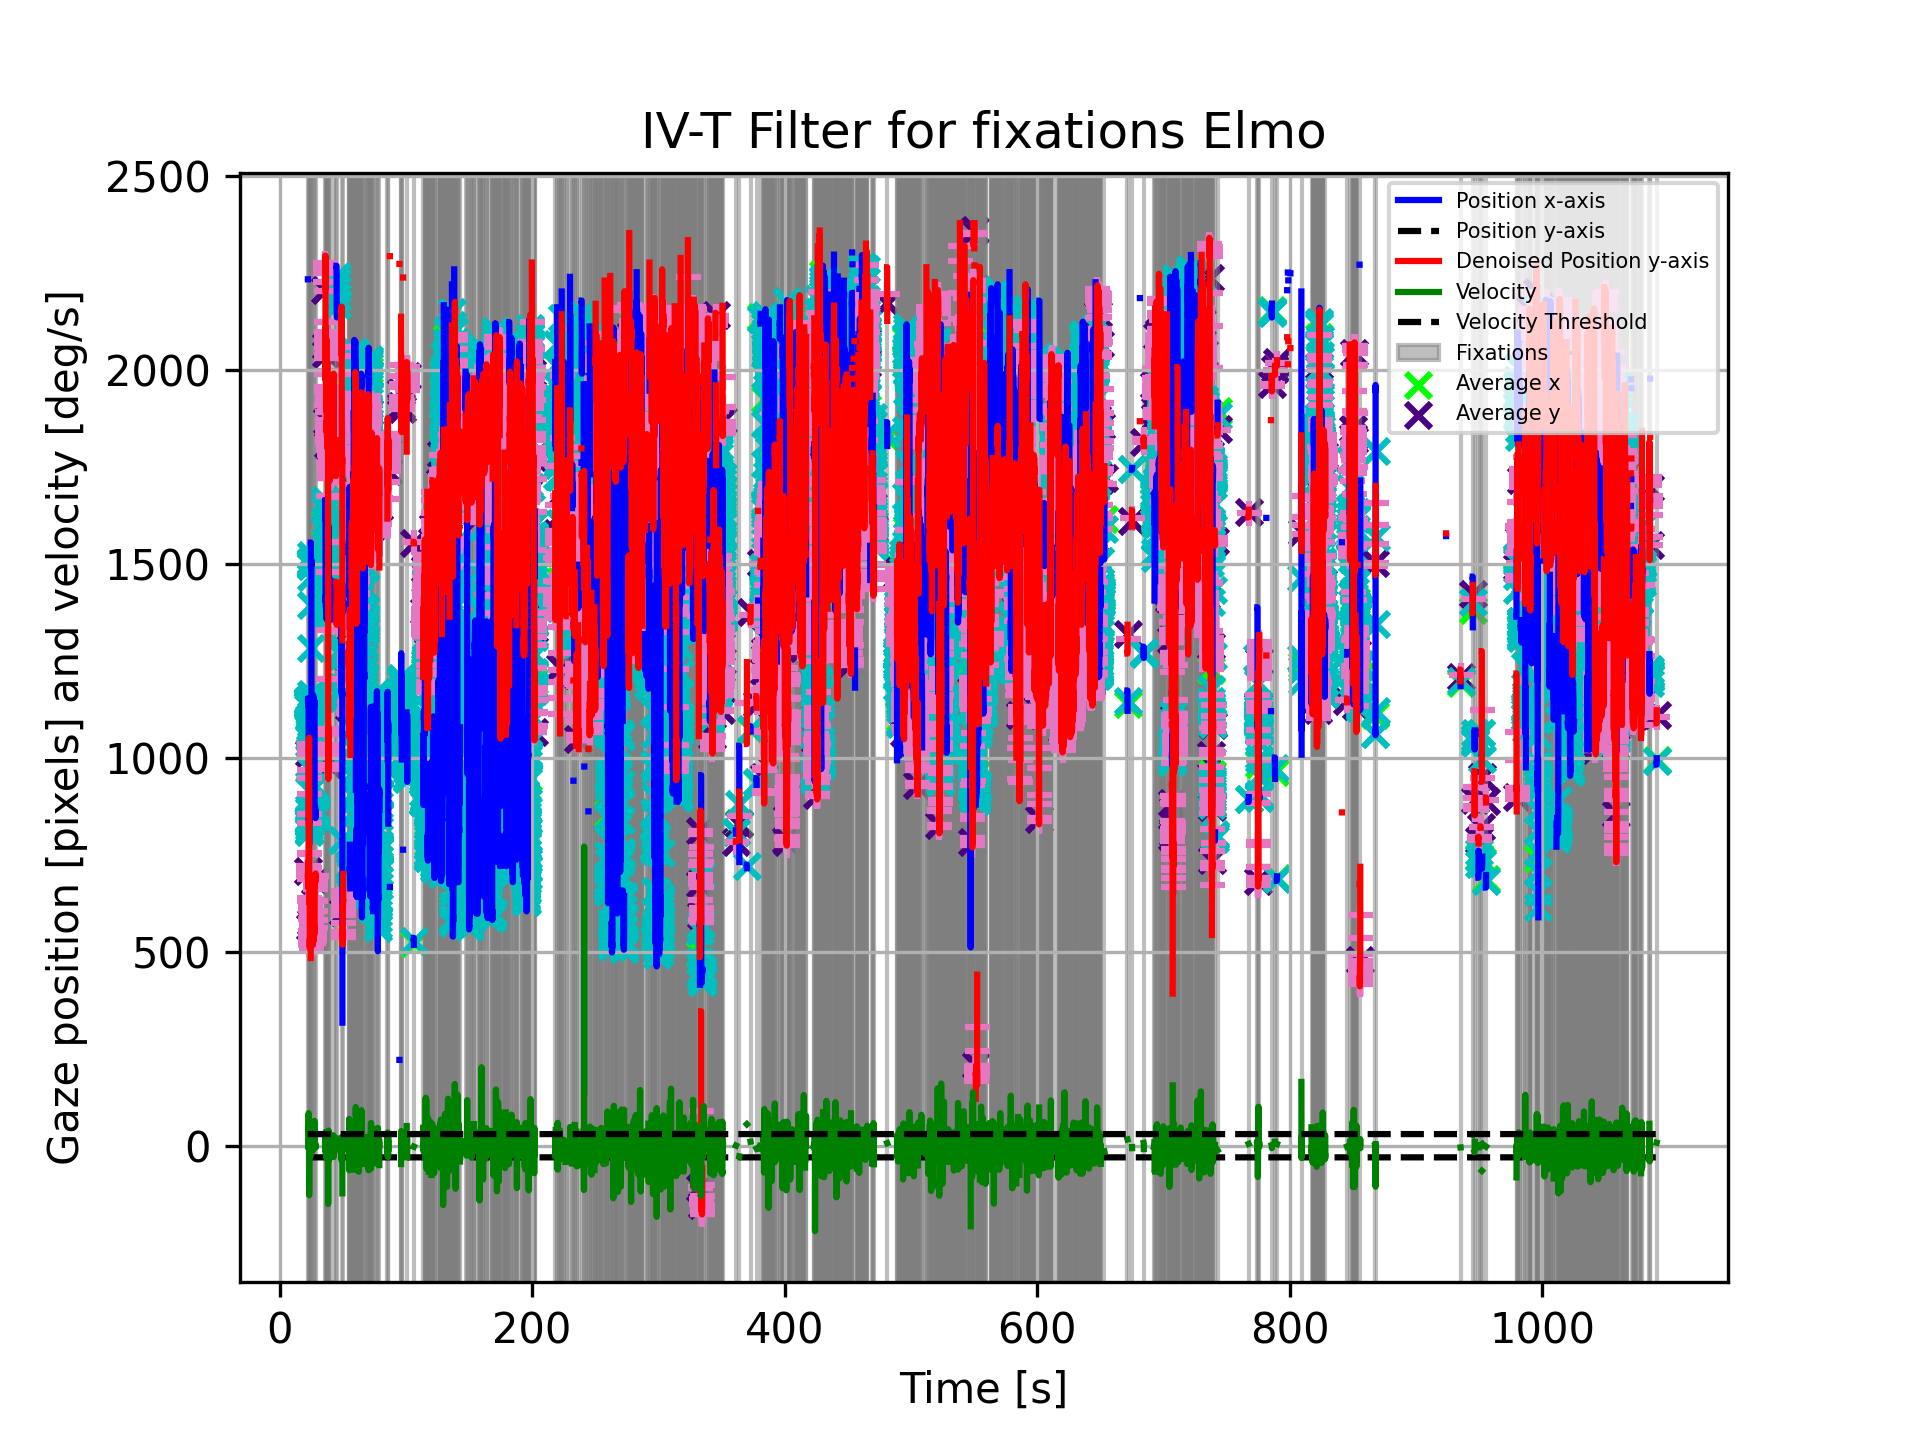 IV-T Filter for fixations Elmo
Gaze position [pixels] and velocity [deg/s]
2500
2000
1500
1000
500
0
Position x-axis
Position y-axis
Denoised Position y-axis
Velocity
Velocity Threshold
Fixations
Average x
Average y
0 200 400 600 800 1000
Time [s]